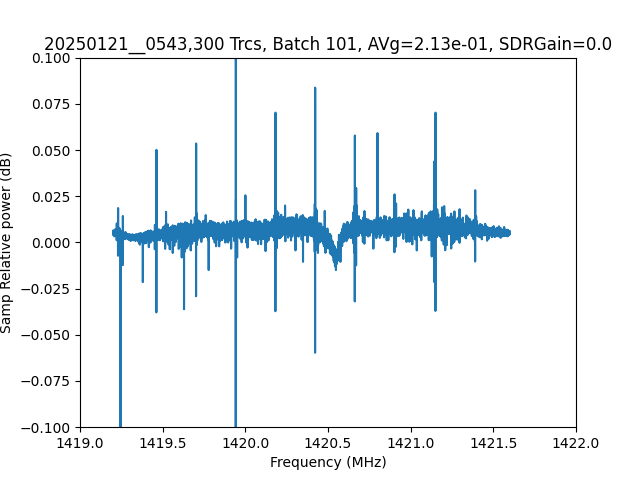 20250121__0543,300 Trcs, Batch 101, AVg=2.13e-01, SDRGain=0.0
0.100
0.075
0.050
0.025
0.000
−0.025
−0.050
−0.075
−0.100
Samp Relative power (dB)
1419.0 1419.5 1420.0 1420.5 1421.0 1421.5 1422.0
Frequency (MHz)